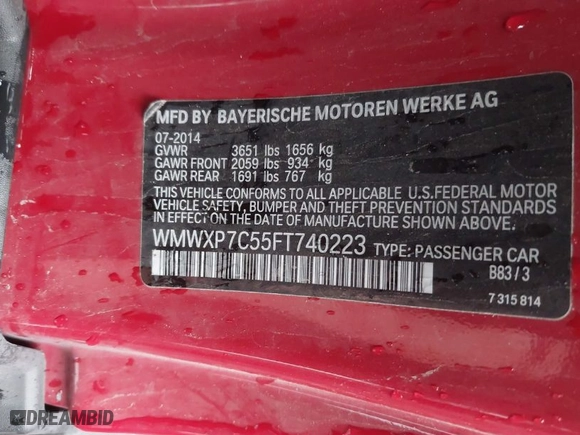 MFD BY BAYERISCHE MOTOREN WERKE AG
07-2014
GVWR 3651 lbs 1656 kg
GAWR FRONT 2059 lbs 934 kg
GAWR REAR 1691 lbs 767 kg
THIS VEHICLE CONFORMS TO ALL APPLICABLE U.S.FEDERAL MOTOR
VEHICLE SAFETY, BUMPER AND THEFT PREVENTION STANDARDS
IN EFFECT ON THE DATE OF MANUFACTURE SHOWN ABOVE.
WMWXP7C55FT740223 TYPE: PASSENGER CAR
B83 / 3
7 315 814
DREAMBID